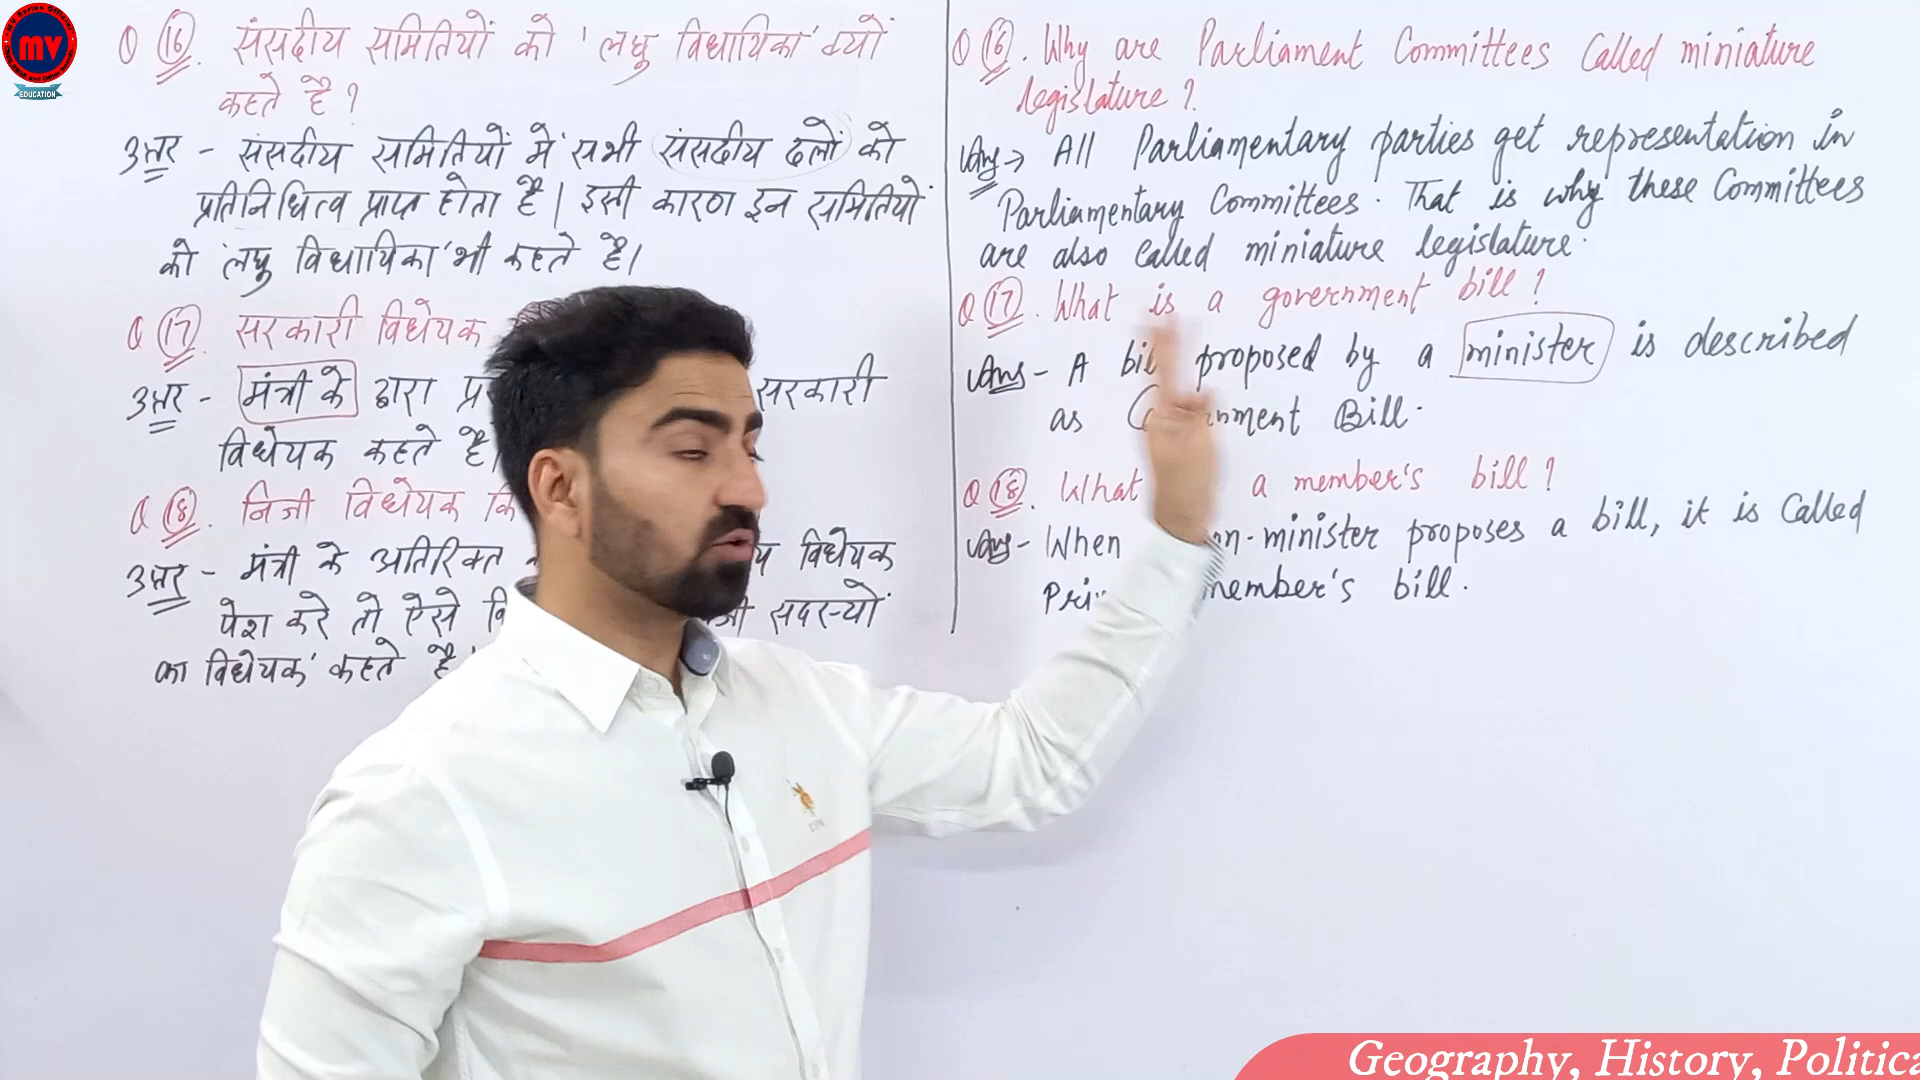 MV
EDUCATION
Q 16. संसदीय समितियों को 'लघु विधायिका' क्यों
कहते है ?
उत्तर - संसदीय समितियों में सभी संसदीय दलों को
प्रतिनिधित्व प्राप्त होता है। इसी कारण इन समितियों
को 'लघु विधायिका' भी कहते है।
Q 17. सरकारी विधेयक
उत्तर - मंत्री के द्वारा सरकारी
विधेयक कहते है।
Q 18. निजी विधेयक
उत्तर - मंत्री के अतिरिक्त विधेयक
पेश करे तो ऐसे सदस्यों
का विधेयक' कहते है
Q 16. Why are Parliament Committees Called miniature
legislature ?
Ans → All Parliamentary parties get representation in
Parliamentary Committees. That is why these Committees
are also called miniature legislature.
Q 17. What is a government bill ?
Ans - A bill proposed by a minister is described
as Government Bill.
Q 18. What a member's bill ?
Ans - When non-minister proposes a bill, it is Called
member's bill.
Geography, History, Politica